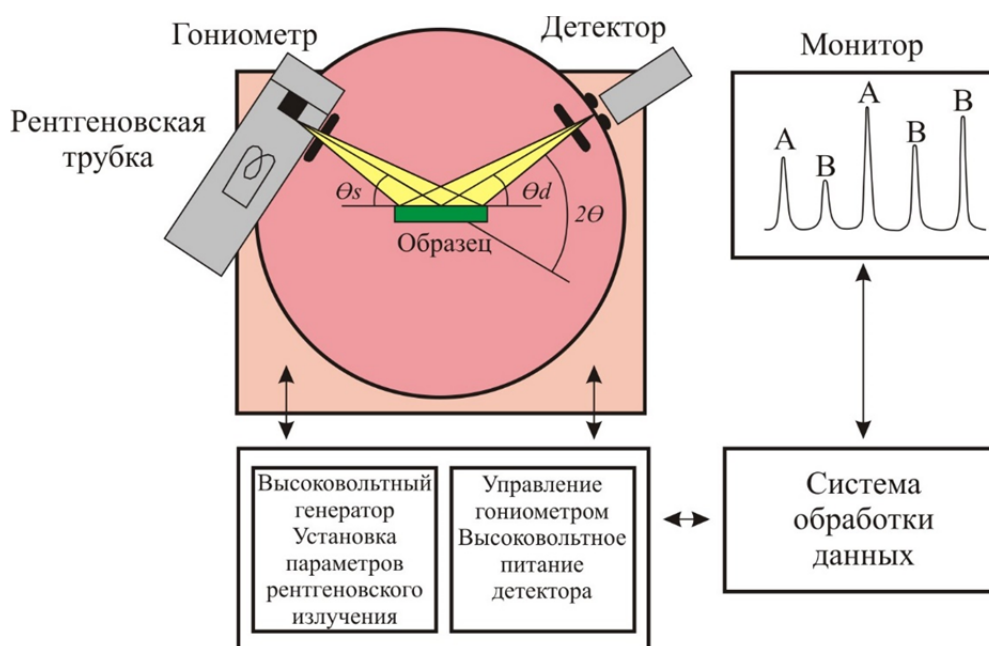 Гониометр
Детектор
Монитор
Рентгеновская
трубка
A
B
A
B
B
Θs
Θd
2Θ
Образец
Высоковольтный
генератор
Установка
параметров
рентгеновского
излучения
Управление
гониометром
Высоковольтное
питание
детектора
Система
обработки
данных